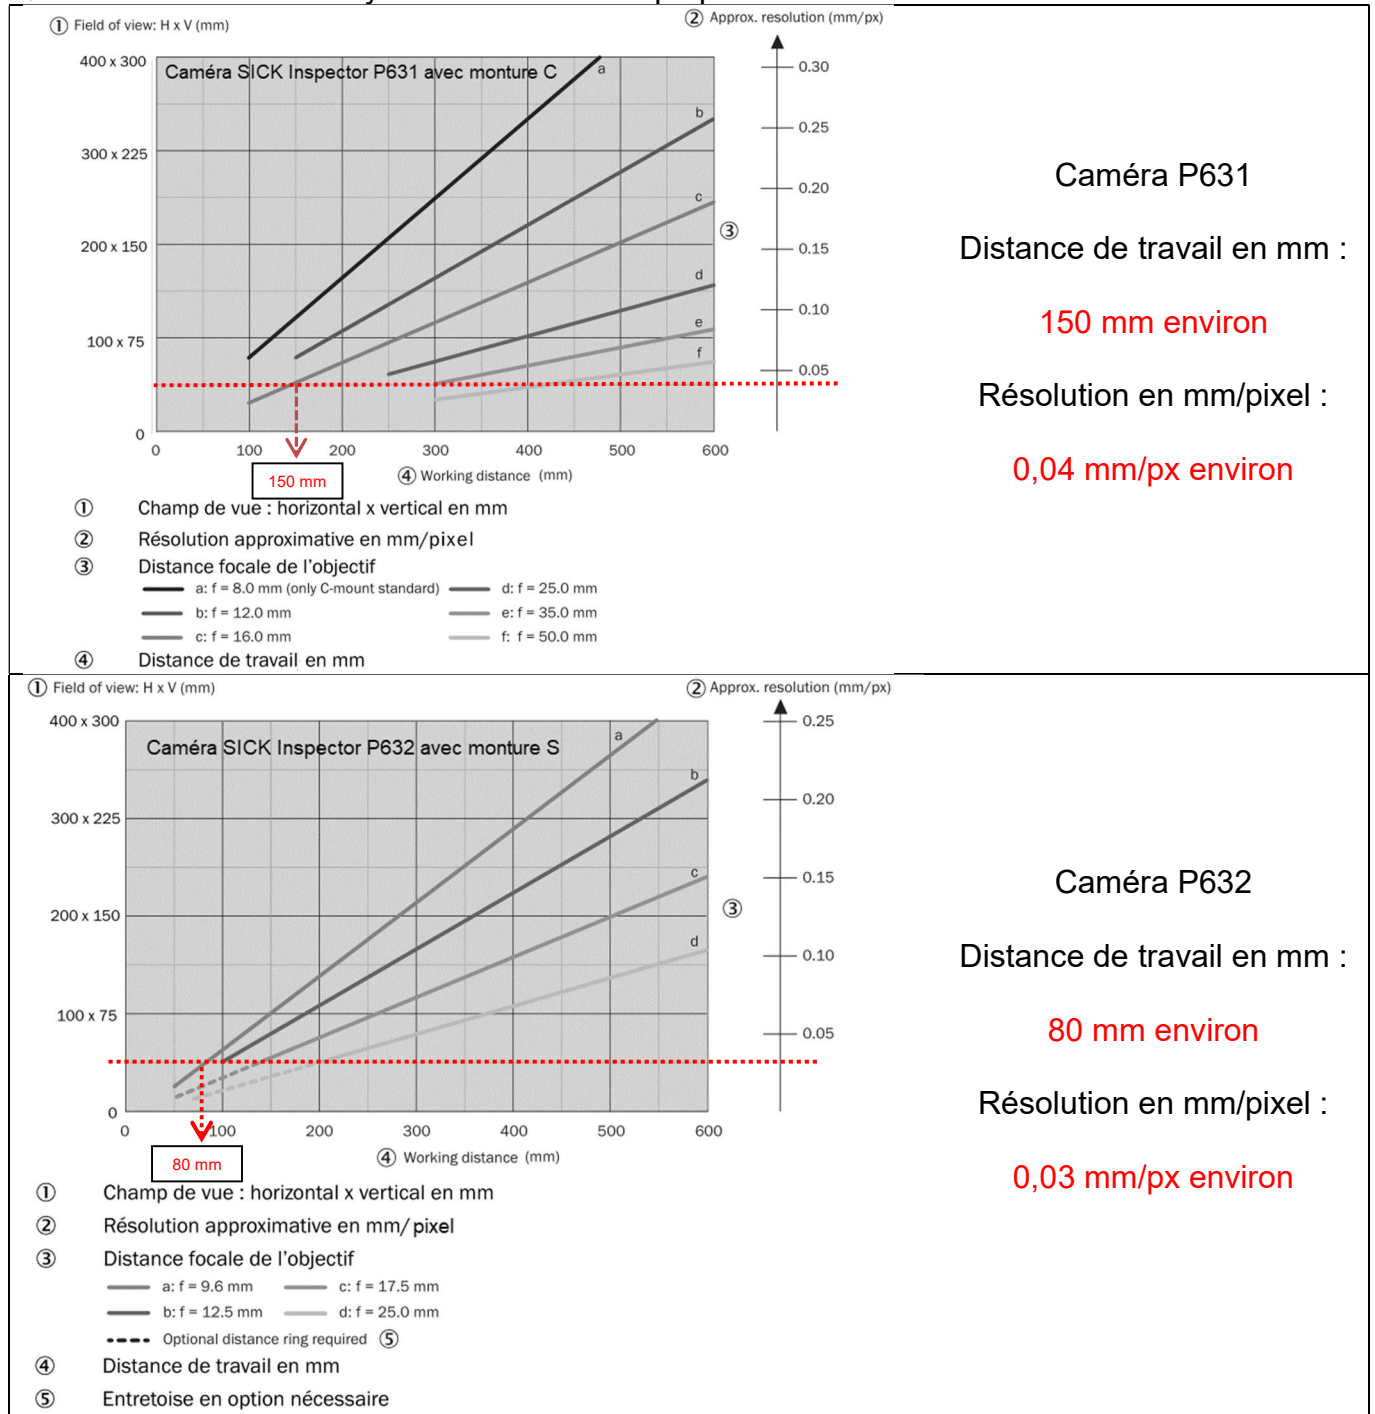 ① Field of view: H x V (mm)
② Approx. resolution (mm/px)
Caméra SICK Inspector P631 avec monture C
400 x 300
300 x 225
200 x 150
100 x 75
0
a
b
c
d
e
f
③
0.30
0.25
0.20
0.15
0.10
0.05
0 100 200 300 400 500 600
150 mm
④ Working distance (mm)
① Champ de vue : horizontal x vertical en mm
② Résolution approximative en mm/pixel
③ Distance focale de l'objectif
a: f = 8.0 mm (only C-mount standard) d: f = 25.0 mm
b: f = 12.0 mm e: f = 35.0 mm
c: f = 16.0 mm f: f = 50.0 mm
④ Distance de travail en mm
Caméra P631
Distance de travail en mm :
150 mm environ
Résolution en mm/pixel :
0,04 mm/px environ
① Field of view: H x V (mm)
② Approx. resolution (mm/px)
Caméra SICK Inspector P632 avec monture S
400 x 300
300 x 225
200 x 150
100 x 75
0
a
b
c
d
③
0.25
0.20
0.15
0.10
0.05
0 100 200 300 400 500 600
80 mm
④ Working distance (mm)
① Champ de vue : horizontal x vertical en mm
② Résolution approximative en mm/pixel
③ Distance focale de l'objectif
a: f = 9.6 mm c: f = 17.5 mm
b: f = 12.5 mm d: f = 25.0 mm
Optional distance ring required ⑤
④ Distance de travail en mm
⑤ Entretoise en option nécessaire
Caméra P632
Distance de travail en mm :
80 mm environ
Résolution en mm/pixel :
0,03 mm/px environ